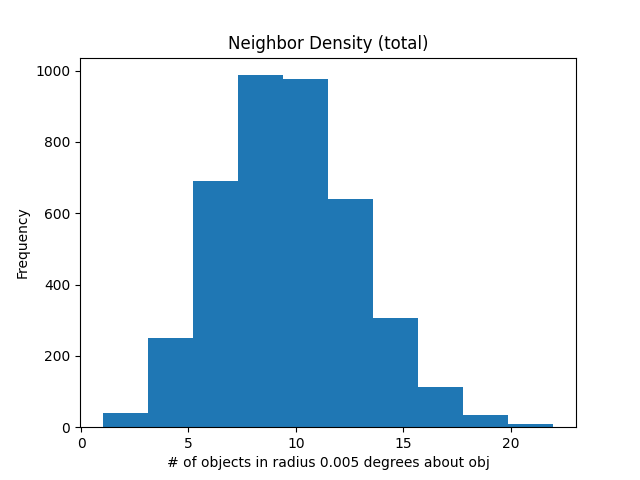 Neighbor Density (total)
1000
800
600
400
200
0
Frequency
0 5 10 15 20
# of objects in radius 0.005 degrees about obj